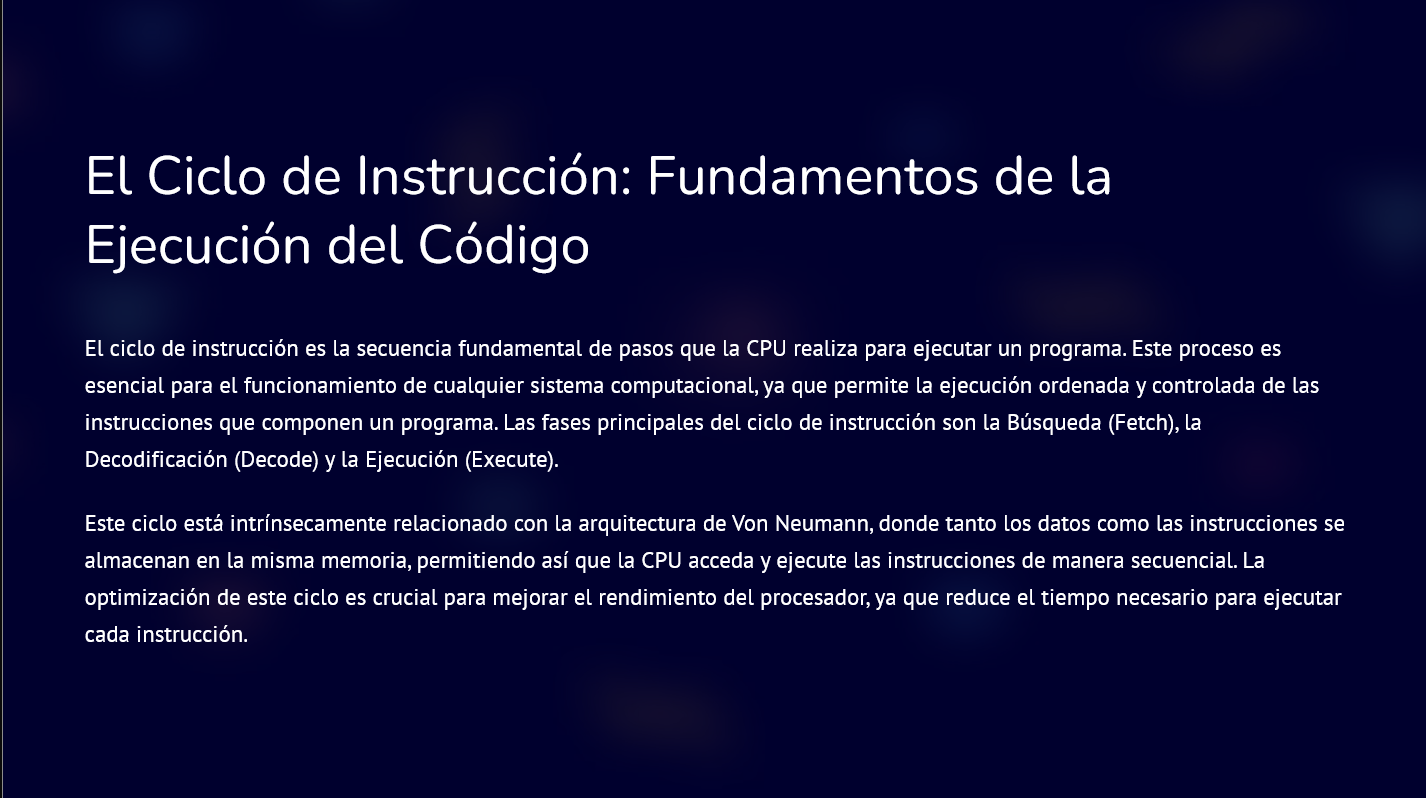 El Ciclo de Instrucción: Fundamentos de la
Ejecución del Código
El ciclo de instrucción es la secuencia fundamental de pasos que la CPU realiza para ejecutar un programa. Este proceso es
esencial para el funcionamiento de cualquier sistema computacional, ya que permite la ejecución ordenada y controlada de las
instrucciones que componen un programa. Las fases principales del ciclo de instrucción son la Búsqueda (Fetch), la
Decodificación (Decode) y la Ejecución (Execute).
Este ciclo está intrínsecamente relacionado con la arquitectura de Von Neumann, donde tanto los datos como las instrucciones se
almacenan en la misma memoria, permitiendo así que la CPU acceda y ejecute las instrucciones de manera secuencial. La
optimización de este ciclo es crucial para mejorar el rendimiento del procesador, ya que reduce el tiempo necesario para ejecutar
cada instrucción.